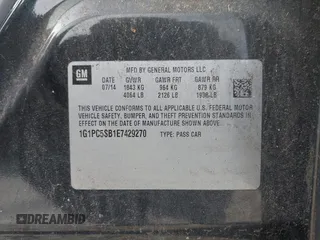 GM
MFD BY GENERAL MOTORS LLC
DATE GVWR GAWR FRT GAWR RR
07/14 1843 KG 964 KG 879 KG
4064 LB 2126 LB 1938 LB
THIS VEHICLE CONFORMS TO ALL APPLICABLE U.S. FEDERAL MOTOR
VEHICLE SAFETY, BUMPER, AND THEFT PREVENTION STANDARDS
IN EFFECT ON THE DATE OF MANUFACTURE SHOWN ABOVE.
1G1PC5SB1E7429270 TYPE: PASS CAR
DREAMBID